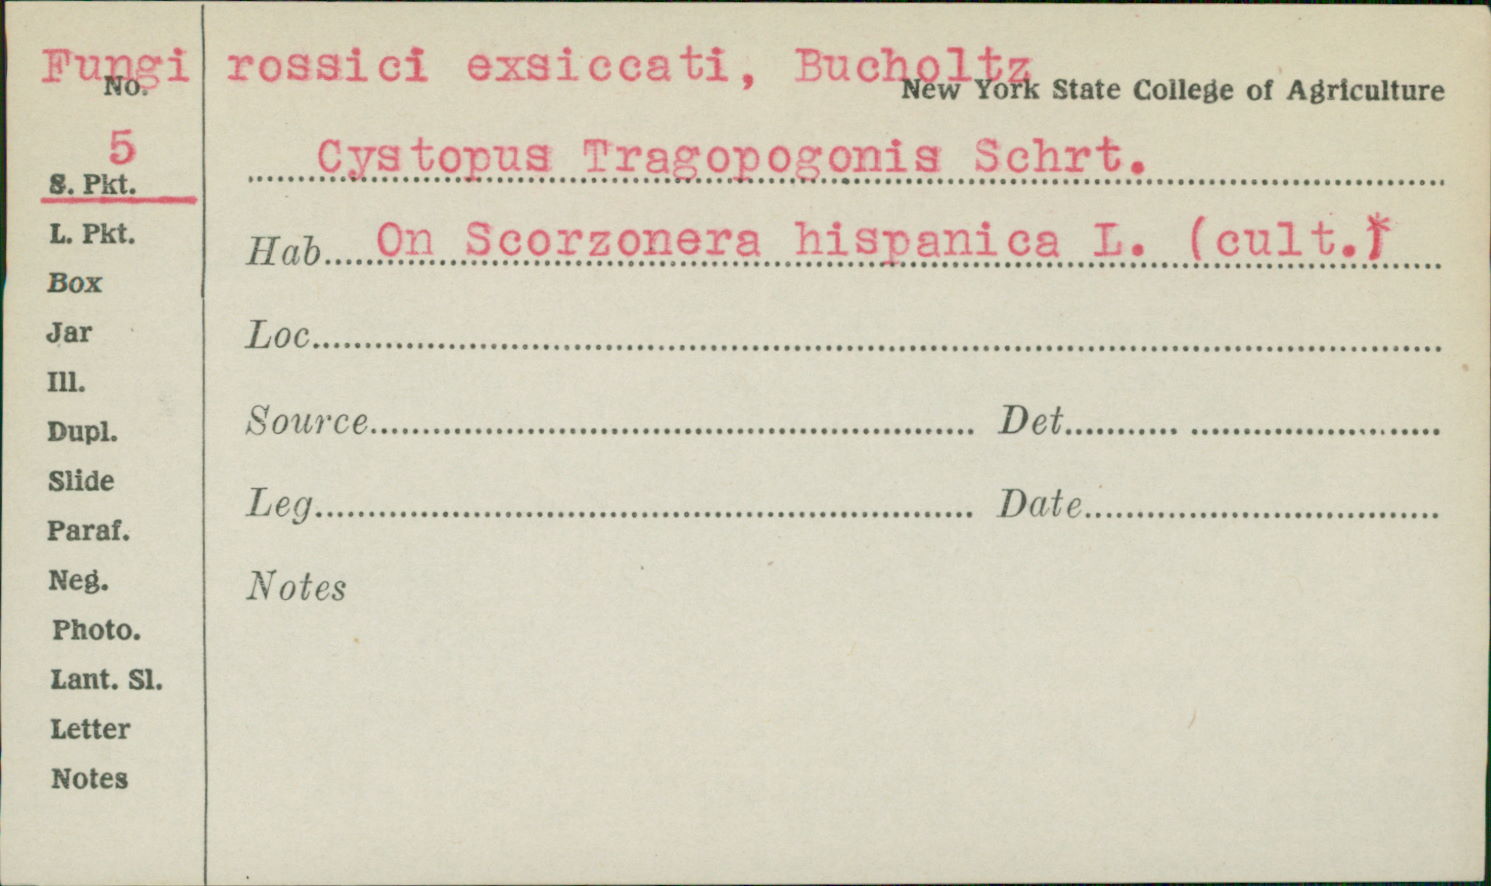 Fungi rossici exsiccati, Bucholtz
No.
New York State College of Agriculture
5
Cystopus Tragopogonis Schrt.
S. Pkt.
L. Pkt.
Hab. On Scorzonera hispanica L. (cult.)
Box
Jar
Loc.
Ill.
Dupl.
Source
Det.
Slide
Leg.
Date
Paraf.
Neg.
Notes
Photo.
Lant. Sl.
Letter
Notes